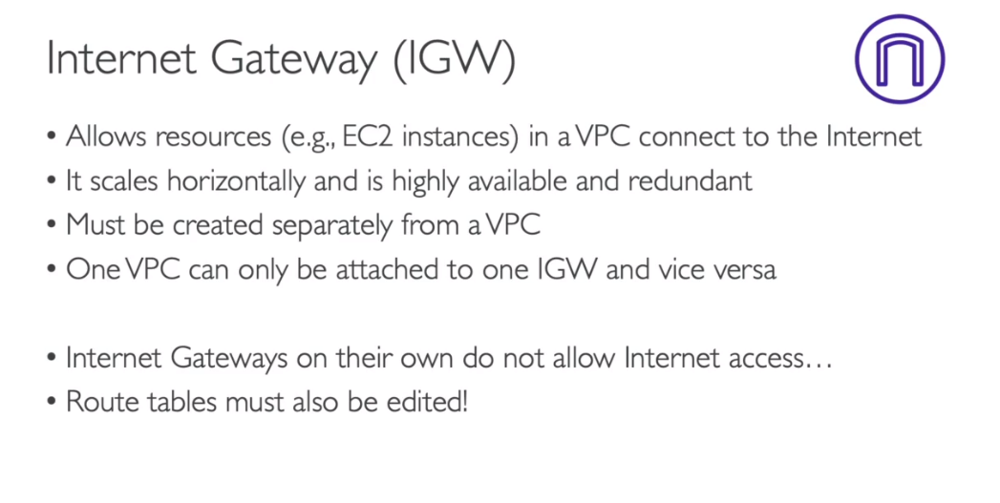 Internet Gateway (IGW)
• Allows resources (e.g., EC2 instances) in a VPC connect to the Internet
• It scales horizontally and is highly available and redundant
• Must be created separately from a VPC
• One VPC can only be attached to one IGW and vice versa
• Internet Gateways on their own do not allow Internet access…
• Route tables must also be edited!